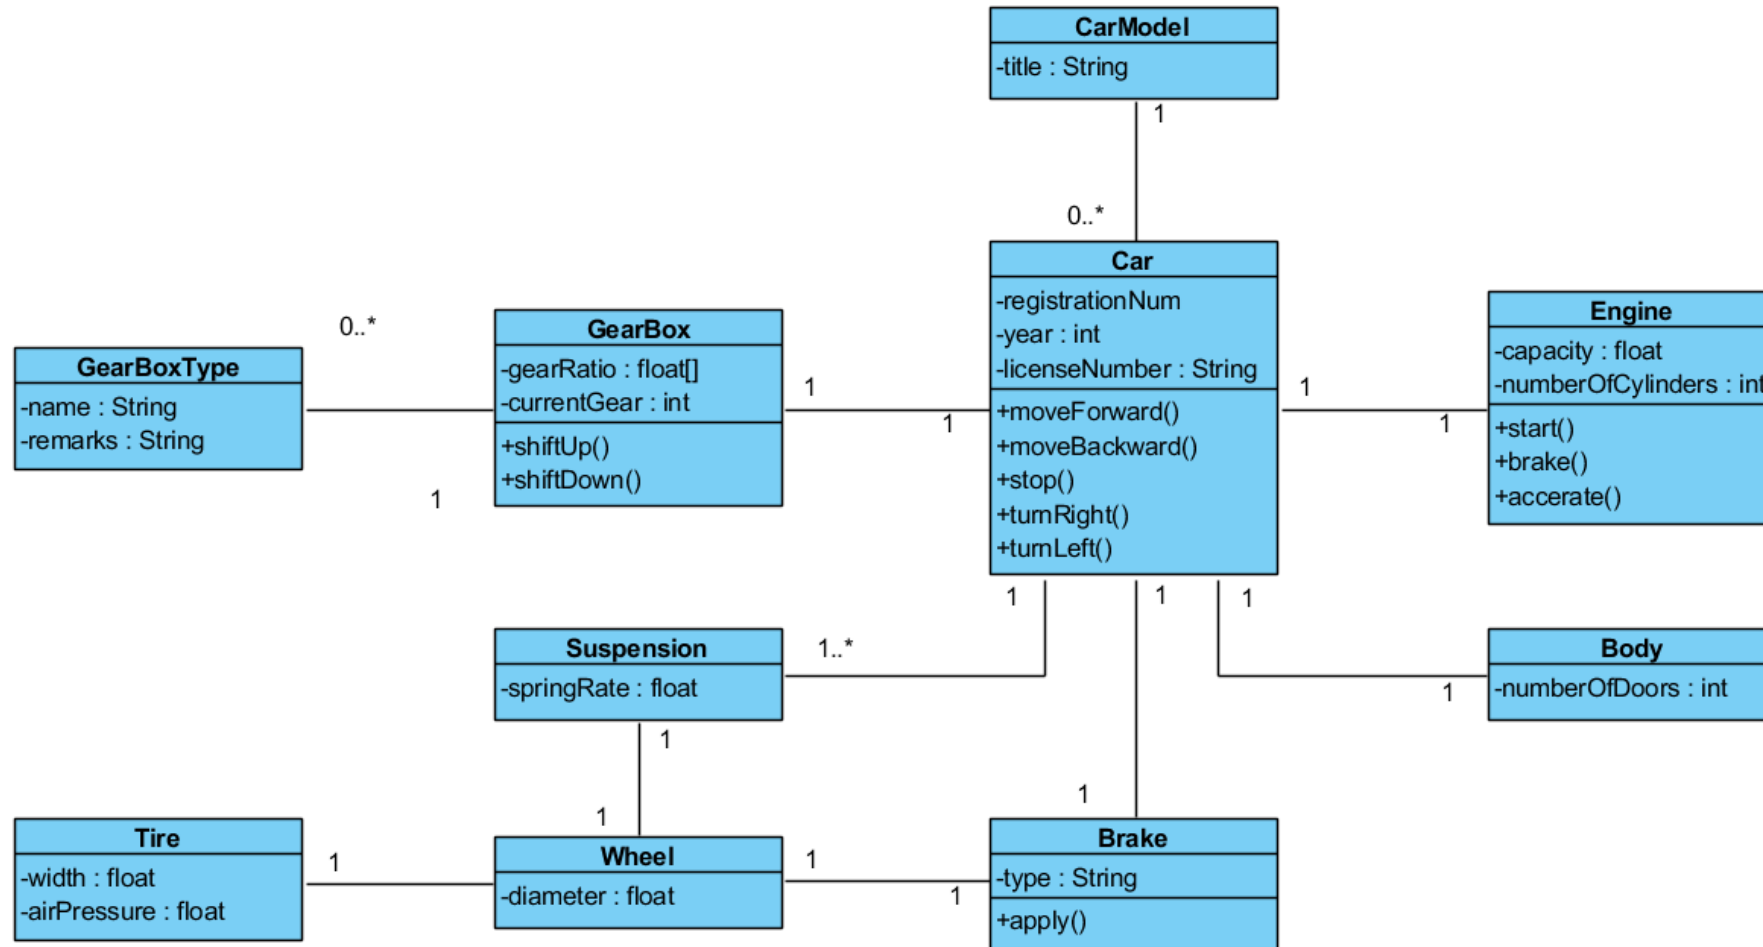 CarModel
-title : String
1
0..*
Car
-registrationNum
-year : int
-licenseNumber : String
+moveForward()
+moveBackward()
+stop()
+turnRight()
+turnLeft()
GearBoxType
-name : String
-remarks : String
0..*
1
GearBox
-gearRatio : float[]
-currentGear : int
+shiftUp()
+shiftDown()
1
1
1
1
Engine
-capacity : float
-numberOfCylinders : int
+start()
+brake()
+accerate()
1
1
1
Suspension
-springRate : float
1..*
1
Body
-numberOfDoors : int
1
1
1
Tire
-width : float
-airPressure : float
1
Wheel
-diameter : float
1
1
Brake
-type : String
+apply()